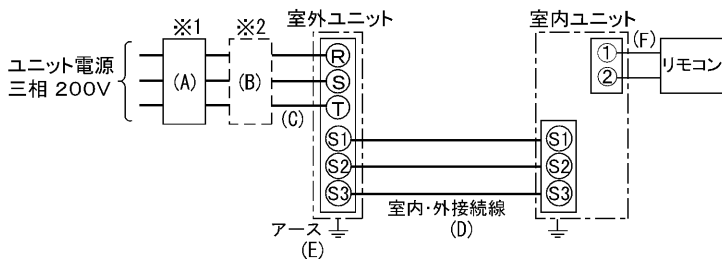 ※1
※2
室外ユニット
室内ユニット
ユニット電源
三相 200V
(A)
(B)
(C)
R
S
T
S1
S2
S3
アース
(E)
室内・外接続線
(D)
S1
S2
S3
1
2
(F)
リモコン